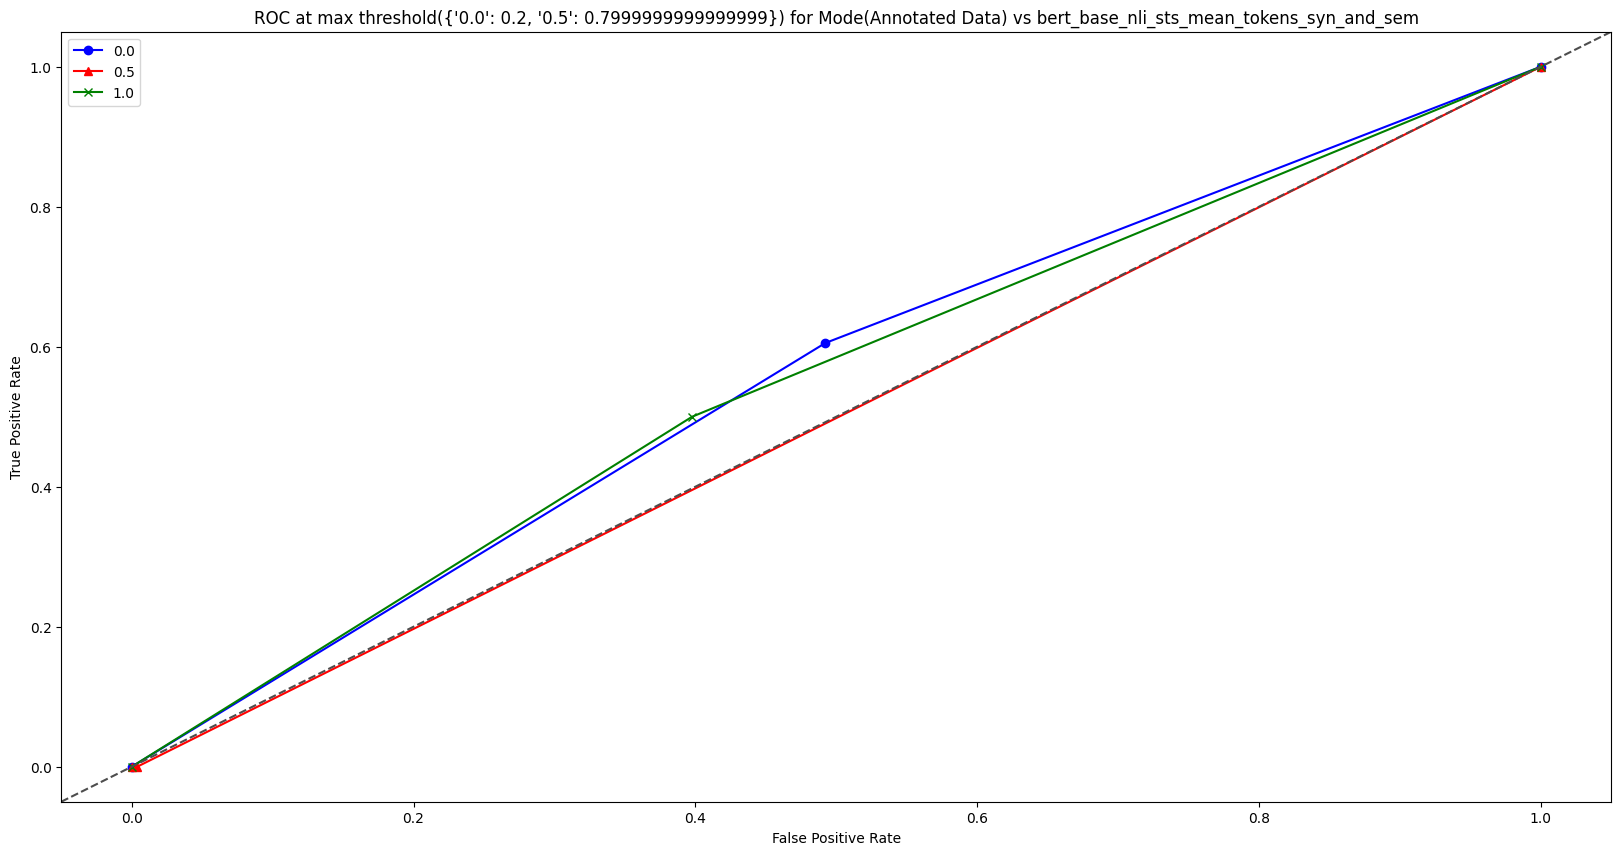 ROC at max threshold({'0.0': 0.2, '0.5': 0.7999999999999999}) for Mode(Annotated Data) vs bert_base_nli_sts_mean_tokens_syn_and_sem
0.0
0.5
1.0
1.0
0.8
0.6
0.4
0.2
0.0
True Positive Rate
0.0 0.2 0.4 0.6 0.8 1.0
False Positive Rate